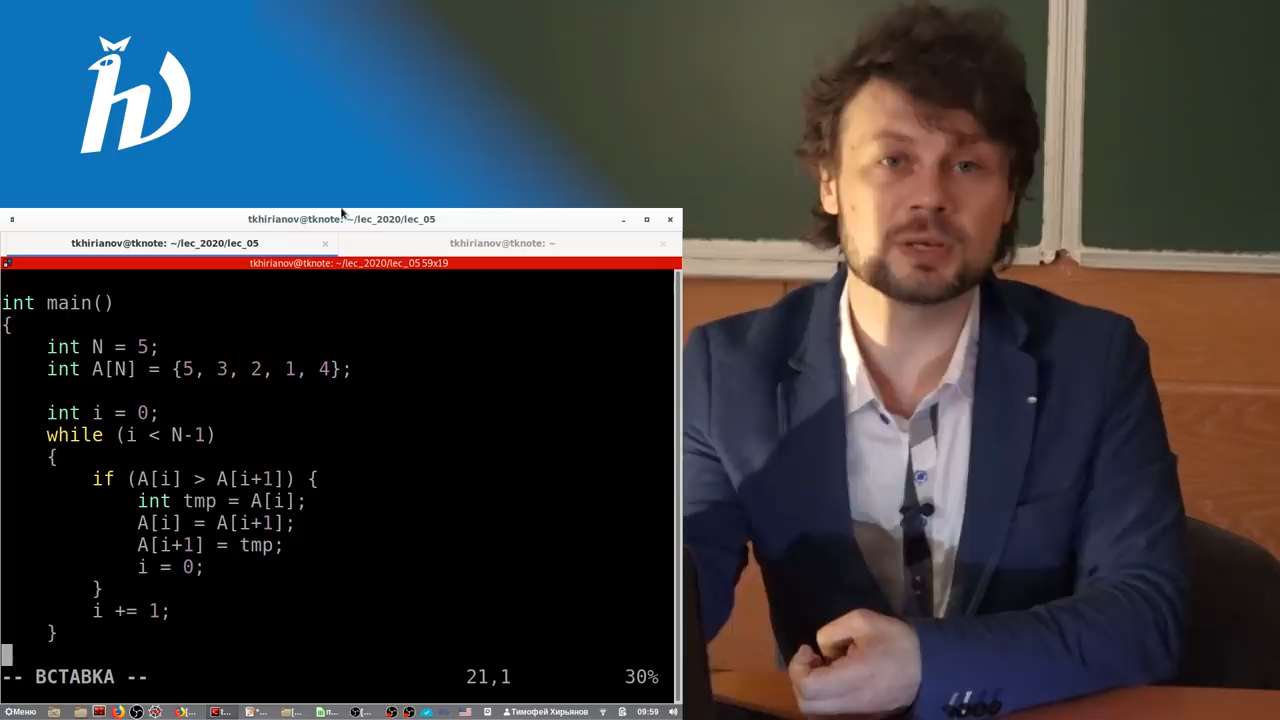 tkhirianov@tknote: ~/lec_2020/lec_05
tkhirianov@tknote: ~/lec_2020/lec_05
tkhirianov@tknote: ~
tkhirianov@tknote: ~/lec_2020/lec_05 59x19
int main()
{
int N = 5;
int A[N] = {5, 3, 2, 1, 4};
int i = 0;
while (i < N-1)
{
if (A[i] > A[i+1]) {
int tmp = A[i];
A[i] = A[i+1];
A[i+1] = tmp;
i = 0;
}
i += 1;
}
-- ВСТАВКА -- 21,1 30%
Меню Тимофей Хирьянов 09:59